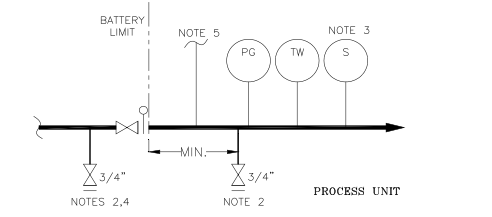 BATTERY
LIMIT
NOTE 5
NOTE 3
PG
TW
S
MIN.
3/4"
3/4"
NOTES 2,4
NOTE 2
PROCESS UNIT